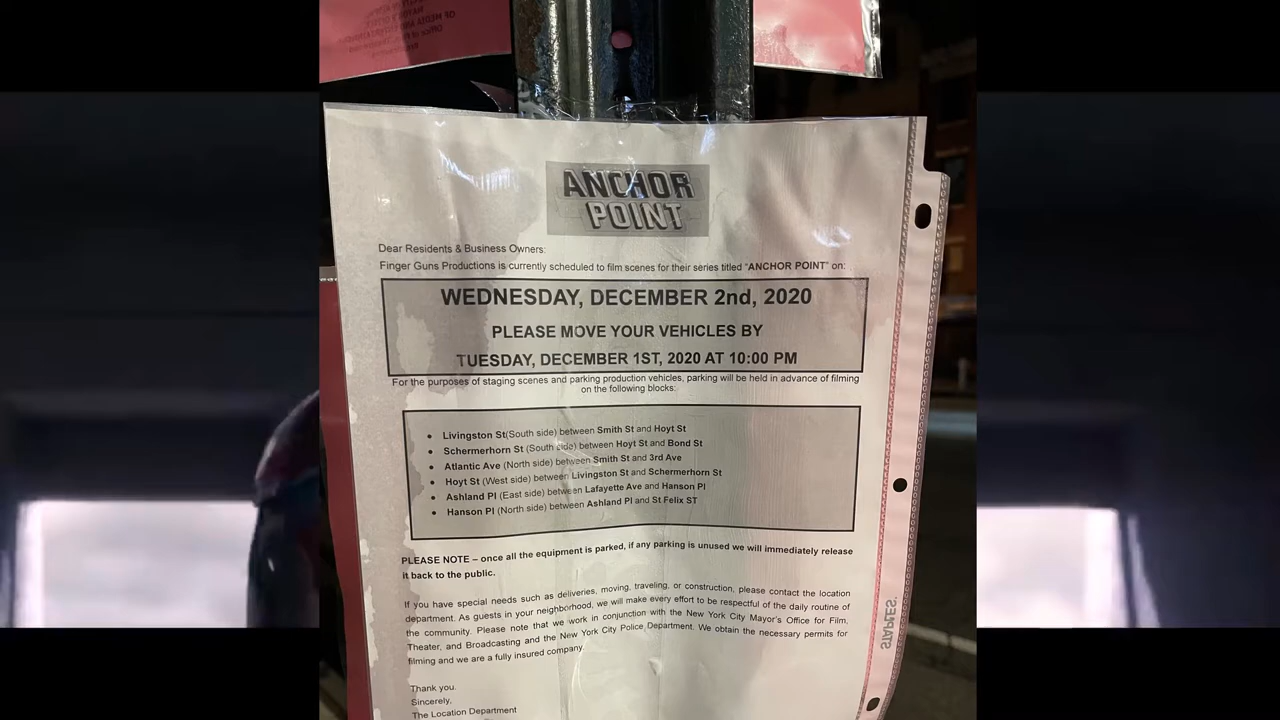 OF MEDIA AND ENTERTAINMENT
ANCHOR
POINT
Dear Residents & Business Owners:
Finger Guns Productions is currently scheduled to film scenes for their series titled "ANCHOR POINT" on:
WEDNESDAY, DECEMBER 2nd, 2020
PLEASE MOVE YOUR VEHICLES BY
TUESDAY, DECEMBER 1ST, 2020 AT 10:00 PM
For the purposes of staging scenes and parking production vehicles, parking will be held in advance of filming
on the following blocks:
• Livingston St(South side) between Smith St and Hoyt St
• Schermerhorn St (South side) between Hoyt St and Bond St
• Atlantic Ave (North side) between Smith St and 3rd Ave
• Hoyt St (West side) between Livingston St and Schermerhorn St
• Ashland Pl (East side) between Lafayette Ave and Hanson Pl
• Hanson Pl (North side) between Ashland Pl and St Felix ST
PLEASE NOTE – once all the equipment is parked, if any parking is unused we will immediately release
it back to the public.
If you have special needs such as deliveries, moving, traveling, or construction, please contact the location
department. As guests in your neighborhood, we will make every effort to be respectful of the daily routine of
the community. Please note that we work in conjunction with the New York City Mayor's Office for Film,
Theater, and Broadcasting and the New York City Police Department. We obtain the necessary permits for
filming and we are a fully insured company.
Thank you.
Sincerely,
The Location Department
STAPLES